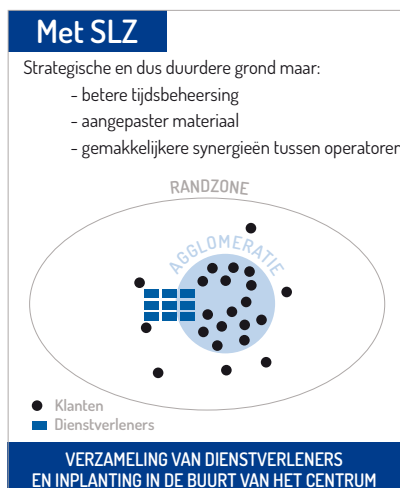 Met SLZ
Strategische en dus duurdere grond maar:
- betere tijdsbeheersing
- aangepaster materiaal
- gemakkelijkere synergieën tussen operatoren
RANDZONE
AGGLOMERATIE
Klanten
Dienstverleners
VERZAMELING VAN DIENSTVERLENERS
EN INPLANTING IN DE BUURT VAN HET CENTRUM